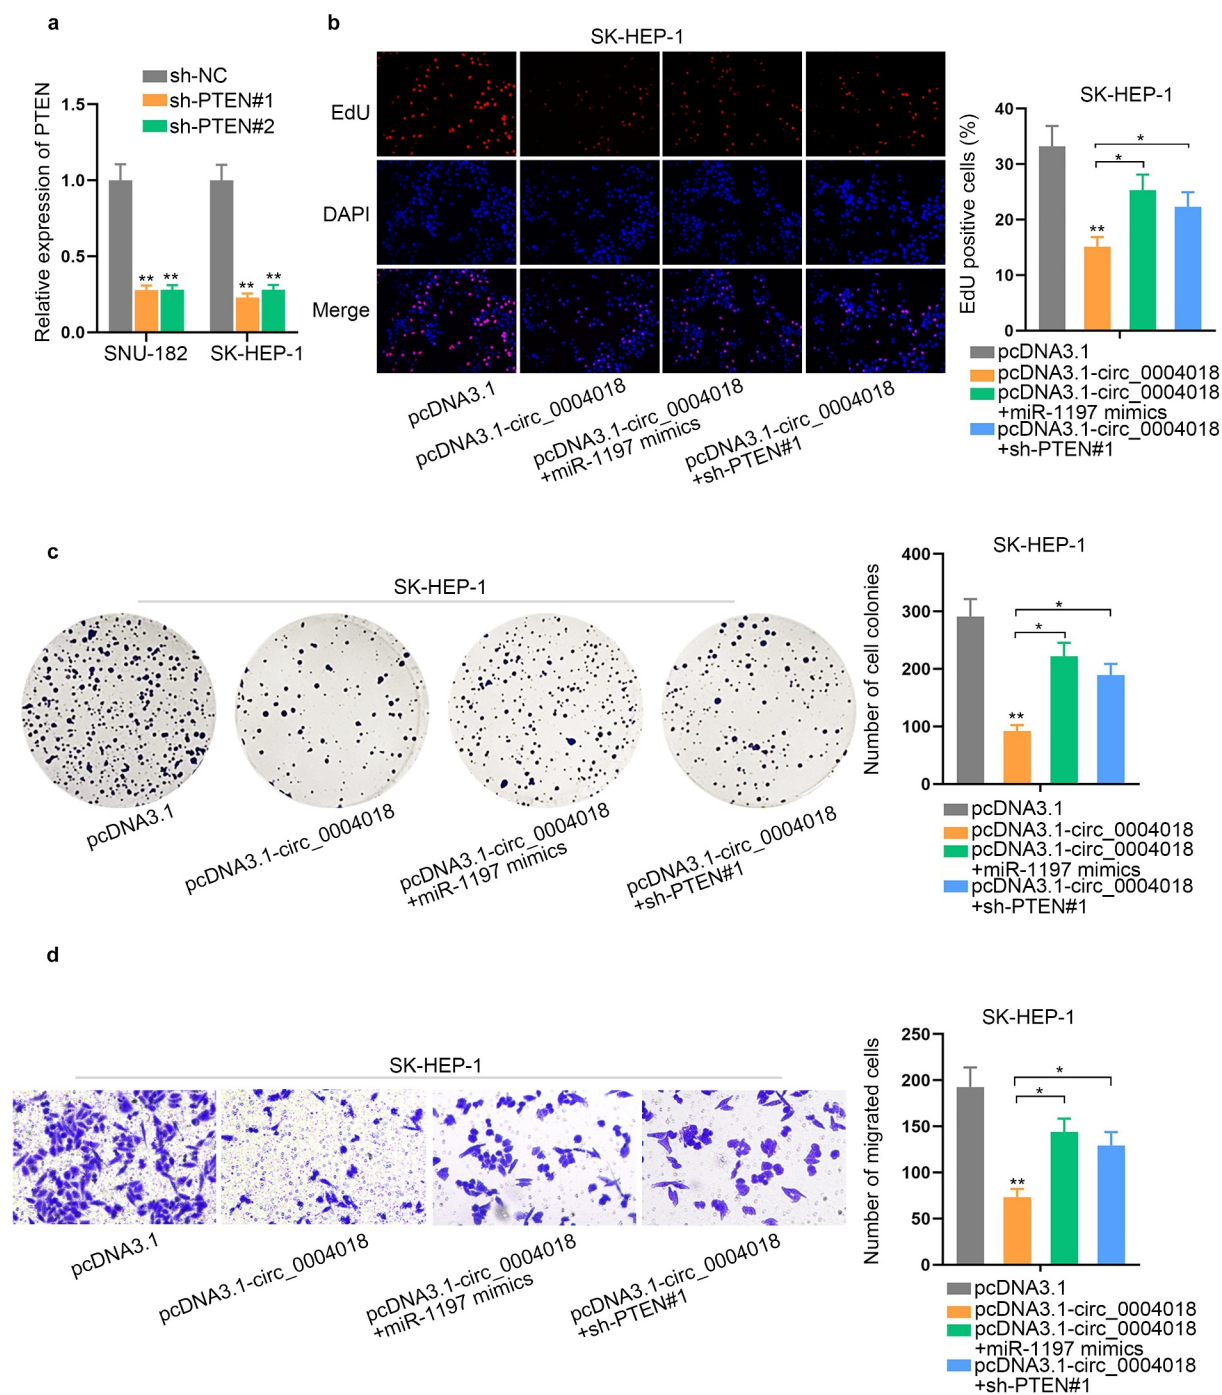 a
sh-NC
sh-PTEN#1
sh-PTEN#2
Relative expression of PTEN
1.5
1.0
0.5
0.0
** ** ** **
SNU-182 SK-HEP-1
b
SK-HEP-1
EdU
DAPI
Merge
pcDNA3.1
pcDNA3.1-circ_0004018
pcDNA3.1-circ_0004018
+miR-1197 mimics
pcDNA3.1-circ_0004018
+sh-PTEN#1
SK-HEP-1
EdU positive cells (%)
40
30
20
10
0
*
*
**
pcDNA3.1
pcDNA3.1-circ_0004018
pcDNA3.1-circ_0004018
+miR-1197 mimics
pcDNA3.1-circ_0004018
+sh-PTEN#1
c
SK-HEP-1
pcDNA3.1
pcDNA3.1-circ_0004018
pcDNA3.1-circ_0004018
+miR-1197 mimics
pcDNA3.1-circ_0004018
+sh-PTEN#1
SK-HEP-1
Number of cell colonies
400
300
200
100
0
*
*
**
pcDNA3.1
pcDNA3.1-circ_0004018
pcDNA3.1-circ_0004018
+miR-1197 mimics
pcDNA3.1-circ_0004018
+sh-PTEN#1
d
SK-HEP-1
pcDNA3.1
pcDNA3.1-circ_0004018
pcDNA3.1-circ_0004018
+miR-1197 mimics
pcDNA3.1-circ_0004018
+sh-PTEN#1
SK-HEP-1
Number of migrated cells
250
200
150
100
50
0
*
*
**
pcDNA3.1
pcDNA3.1-circ_0004018
pcDNA3.1-circ_0004018
+miR-1197 mimics
pcDNA3.1-circ_0004018
+sh-PTEN#1